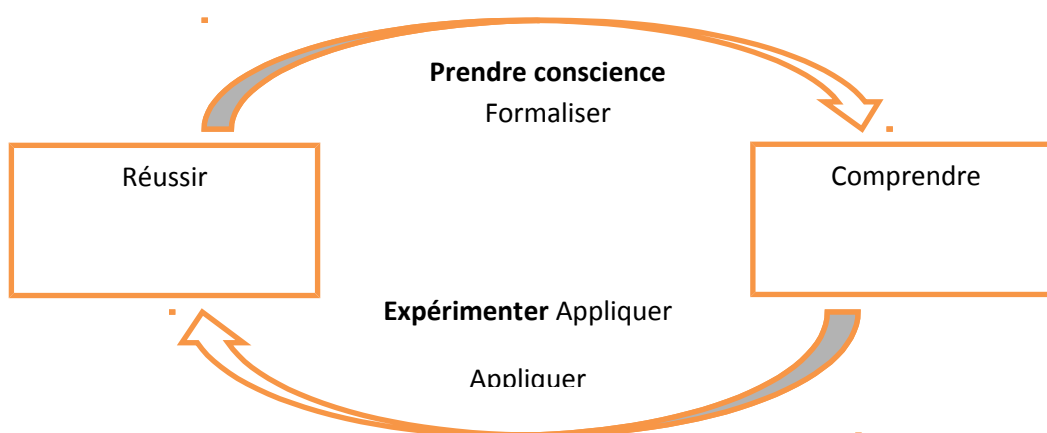 Prendre conscience
Formaliser
Réussir
Comprendre
Expérimenter Appliquer
Appliquer